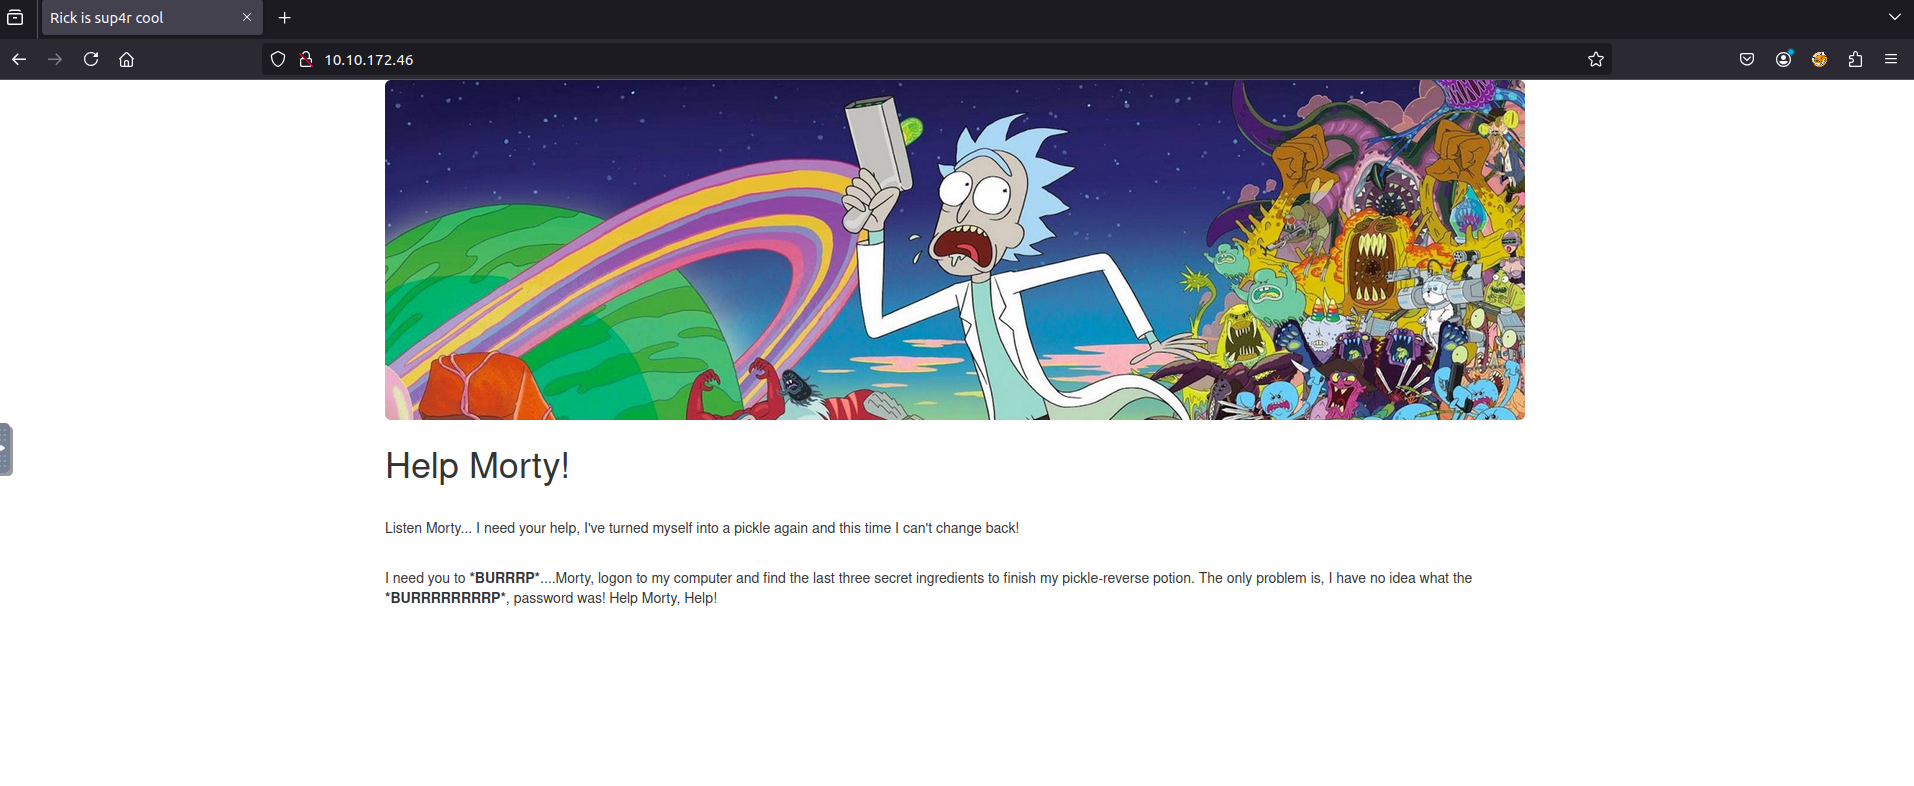 Rick is sup4r cool
10.10.172.46
Help Morty!
Listen Morty... I need your help, I've turned myself into a pickle again and this time I can't change back!
I need you to *BURRRP*....Morty, logon to my computer and find the last three secret ingredients to finish my pickle-reverse potion. The only problem is, I have no idea what the
*BURRRRRRRRP*, password was! Help Morty, Help!